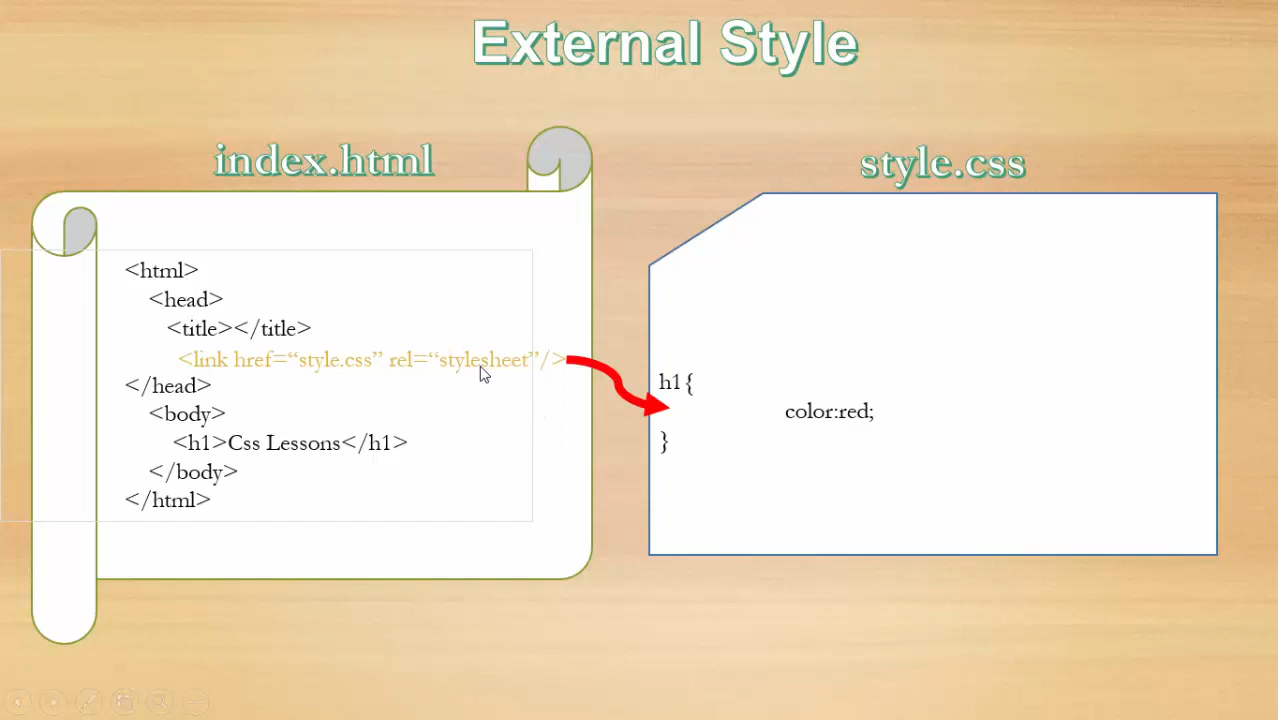 External Style
index.html
<html>
<head>
<title></title>
<link href=“style.css” rel=“stylesheet”/>
</head>
<body>
<h1>Css Lessons</h1>
</body>
</html>
style.css
h1{
color:red;
}